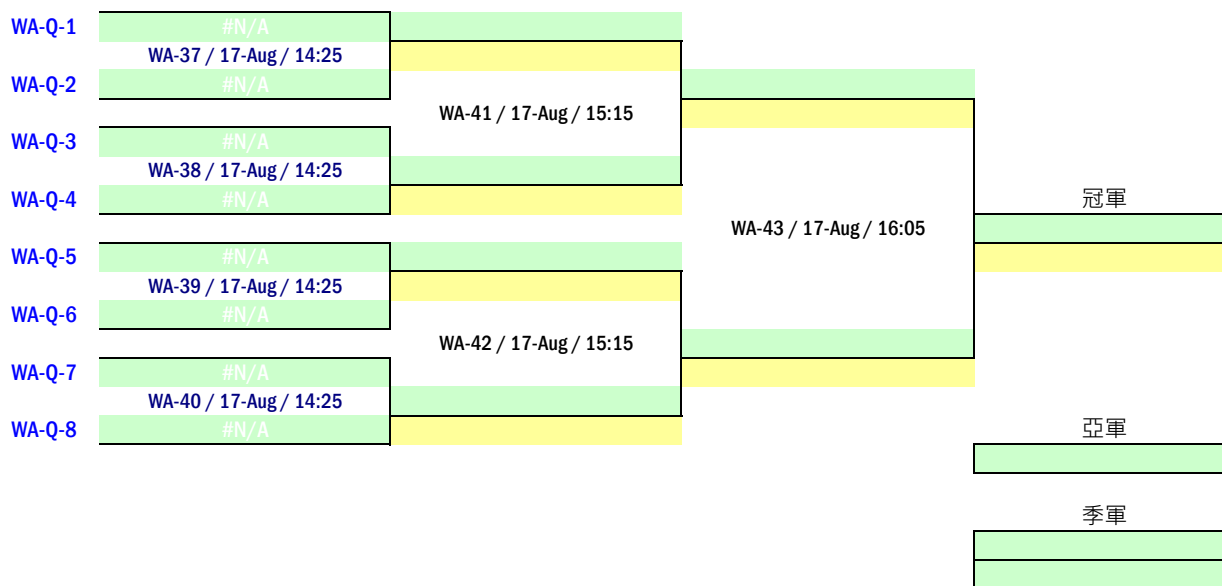 WA-Q-1 #N/A
WA-37 / 17-Aug / 14:25
WA-Q-2 #N/A
WA-41 / 17-Aug / 15:15
WA-Q-3 #N/A
WA-38 / 17-Aug / 14:25
WA-Q-4 #N/A
冠軍
WA-43 / 17-Aug / 16:05
WA-Q-5 #N/A
WA-39 / 17-Aug / 14:25
WA-Q-6 #N/A
WA-42 / 17-Aug / 15:15
WA-Q-7 #N/A
WA-40 / 17-Aug / 14:25
WA-Q-8 #N/A
亞軍
季軍